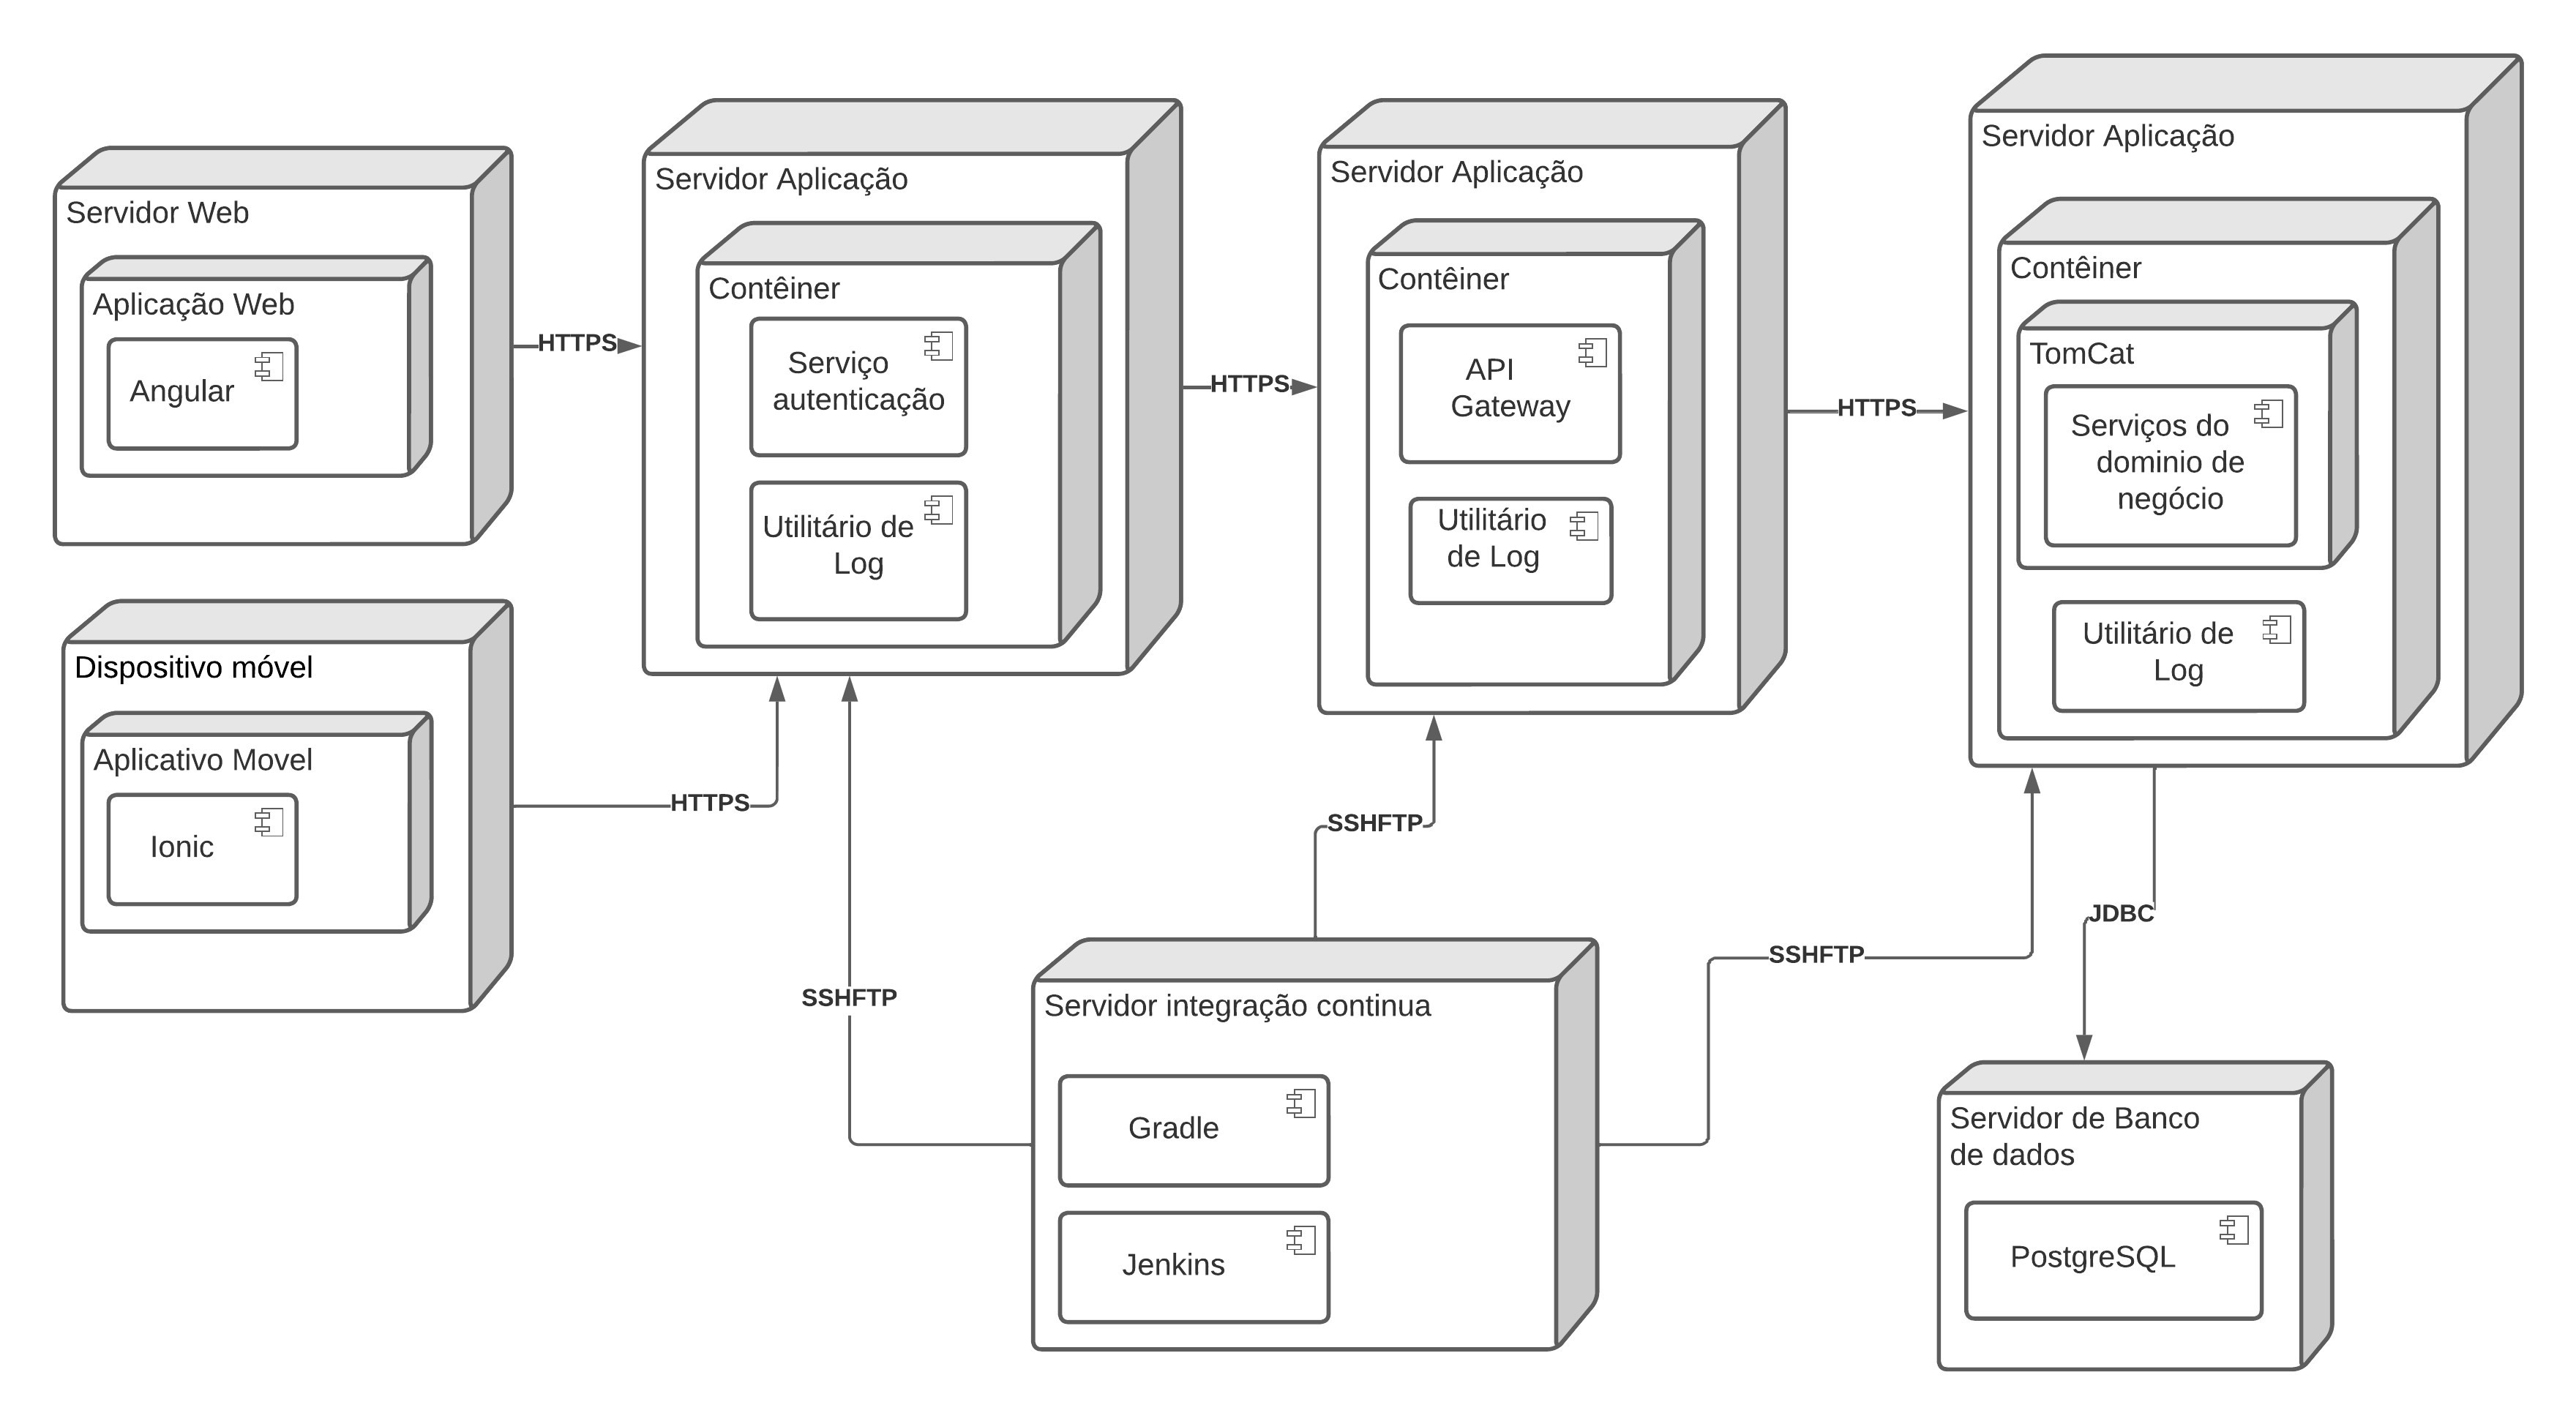 Servidor Web
Aplicação Web
Angular
HTTPS
Servidor Aplicação
Contêiner
Serviço
autenticação
Utilitário de
Log
HTTPS
Servidor Aplicação
Contêiner
API
Gateway
Utilitário
de Log
HTTPS
Servidor Aplicação
Contêiner
TomCat
Serviços do
dominio de
negócio
Utilitário de
Log
Dispositivo móvel
Aplicativo Movel
Ionic
HTTPS
SSHFTP
SSHFTP
SSHFTP
JDBC
Servidor integração continua
Gradle
Jenkins
Servidor de Banco
de dados
PostgreSQL